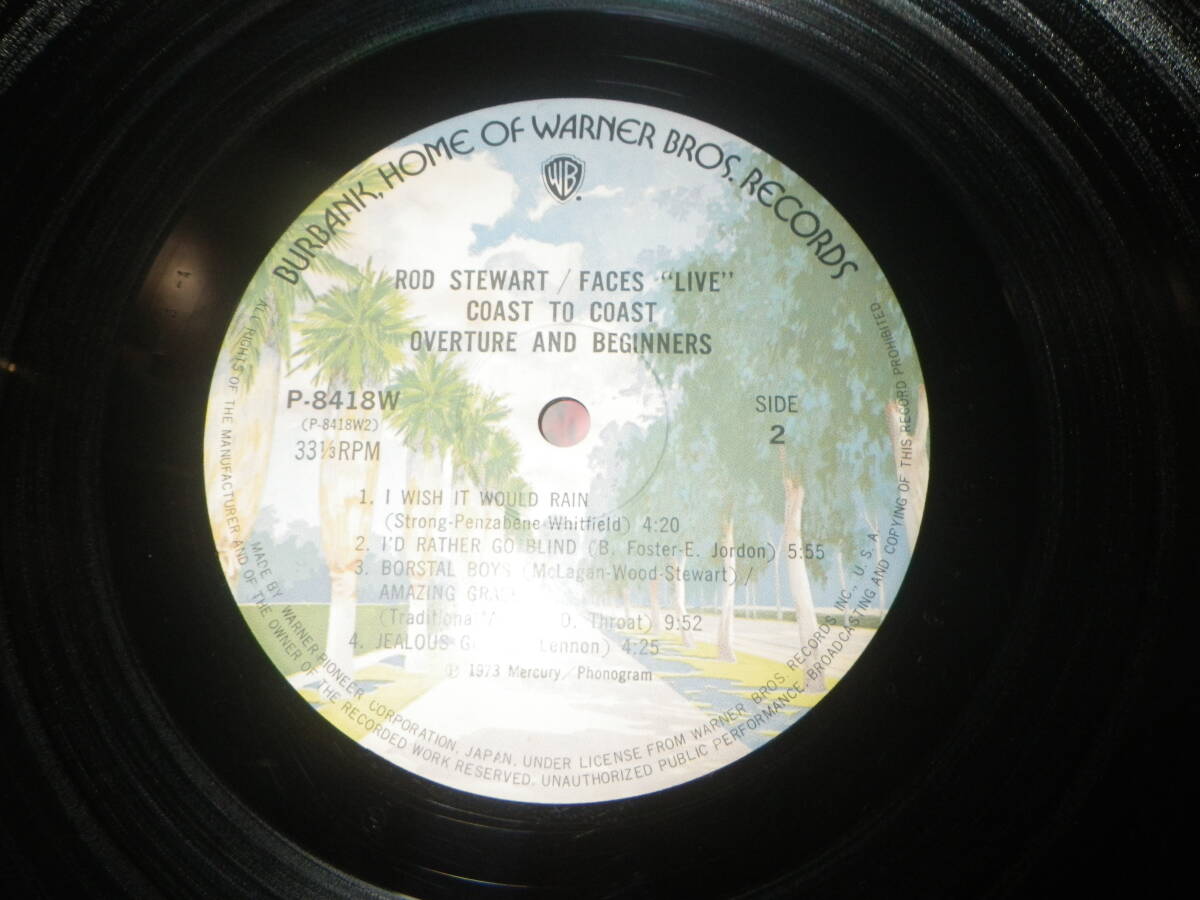 BURBANK, HOME OF WARNER BROS. RECORDS
WB
ROD STEWART / FACES "LIVE"
COAST TO COAST
OVERTURE AND BEGINNERS
P-8418W
(P-8418W2)
33⅓RPM
SIDE
2
1. I WISH IT WOULD RAIN
(Strong-Penzabene-Whitfield) 4:20
2. I'D RATHER GO BLIND (B. Foster-E. Jordon) 5:55
3. BORSTAL BOYS (McLagan-Wood-Stewart) /
AMAZING
D. Throat) 9:52
4. JEALOUS Lennon) 4:25
Ⓟ 1973 Mercury/Phonogram
ALL RIGHTS OF THE MANUFACTURER AND OF THE OWNER OF THE RECORDED WORK RESERVED. UNAUTHORIZED PUBLIC PERFORMANCE, BROADCASTING AND COPYING OF THIS RECORD PROHIBITED
MADE BY WARNER-PIONEER CORPORATION, JAPAN. UNDER LICENSE FROM WARNER BROS. RECORDS INC., U.S.A.